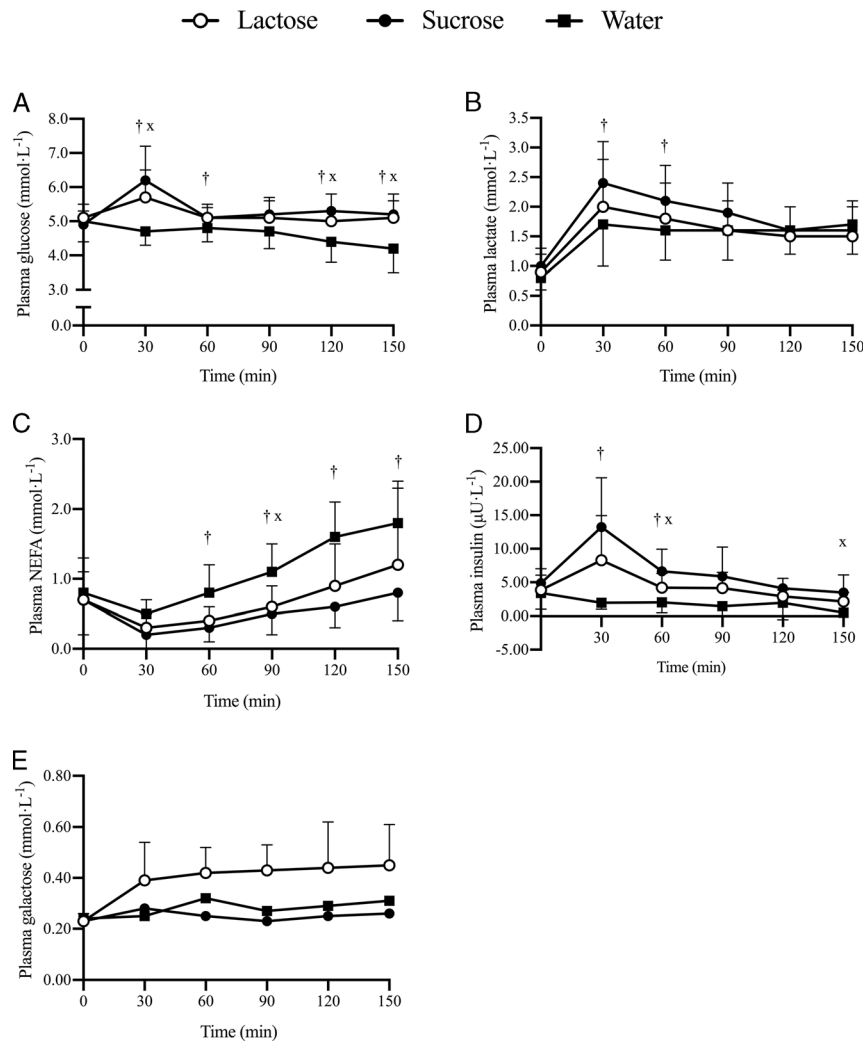 Lactose Sucrose Water
A
Plasma glucose (mmol·L⁻¹)
8.0
7.0
6.0
5.0
4.0
3.0
0.0
† x
†
† x
† x
0 30 60 90 120 150
Time (min)
B
Plasma lactate (mmol·L⁻¹)
3.5
3.0
2.5
2.0
1.5
1.0
0.5
0.0
†
†
0 30 60 90 120 150
Time (min)
C
Plasma NEFA (mmol·L⁻¹)
3.0
2.0
1.0
0.0
†
† x
†
†
0 30 60 90 120 150
Time (min)
D
Plasma insulin (μU·L⁻¹)
25.00
20.00
15.00
10.00
5.00
0.00
-5.00
†
† x
x
30 60 90 120 150
Time (min)
E
Plasma galactose (mmol·L⁻¹)
0.80
0.60
0.40
0.20
0.00
0 30 60 90 120 150
Time (min)